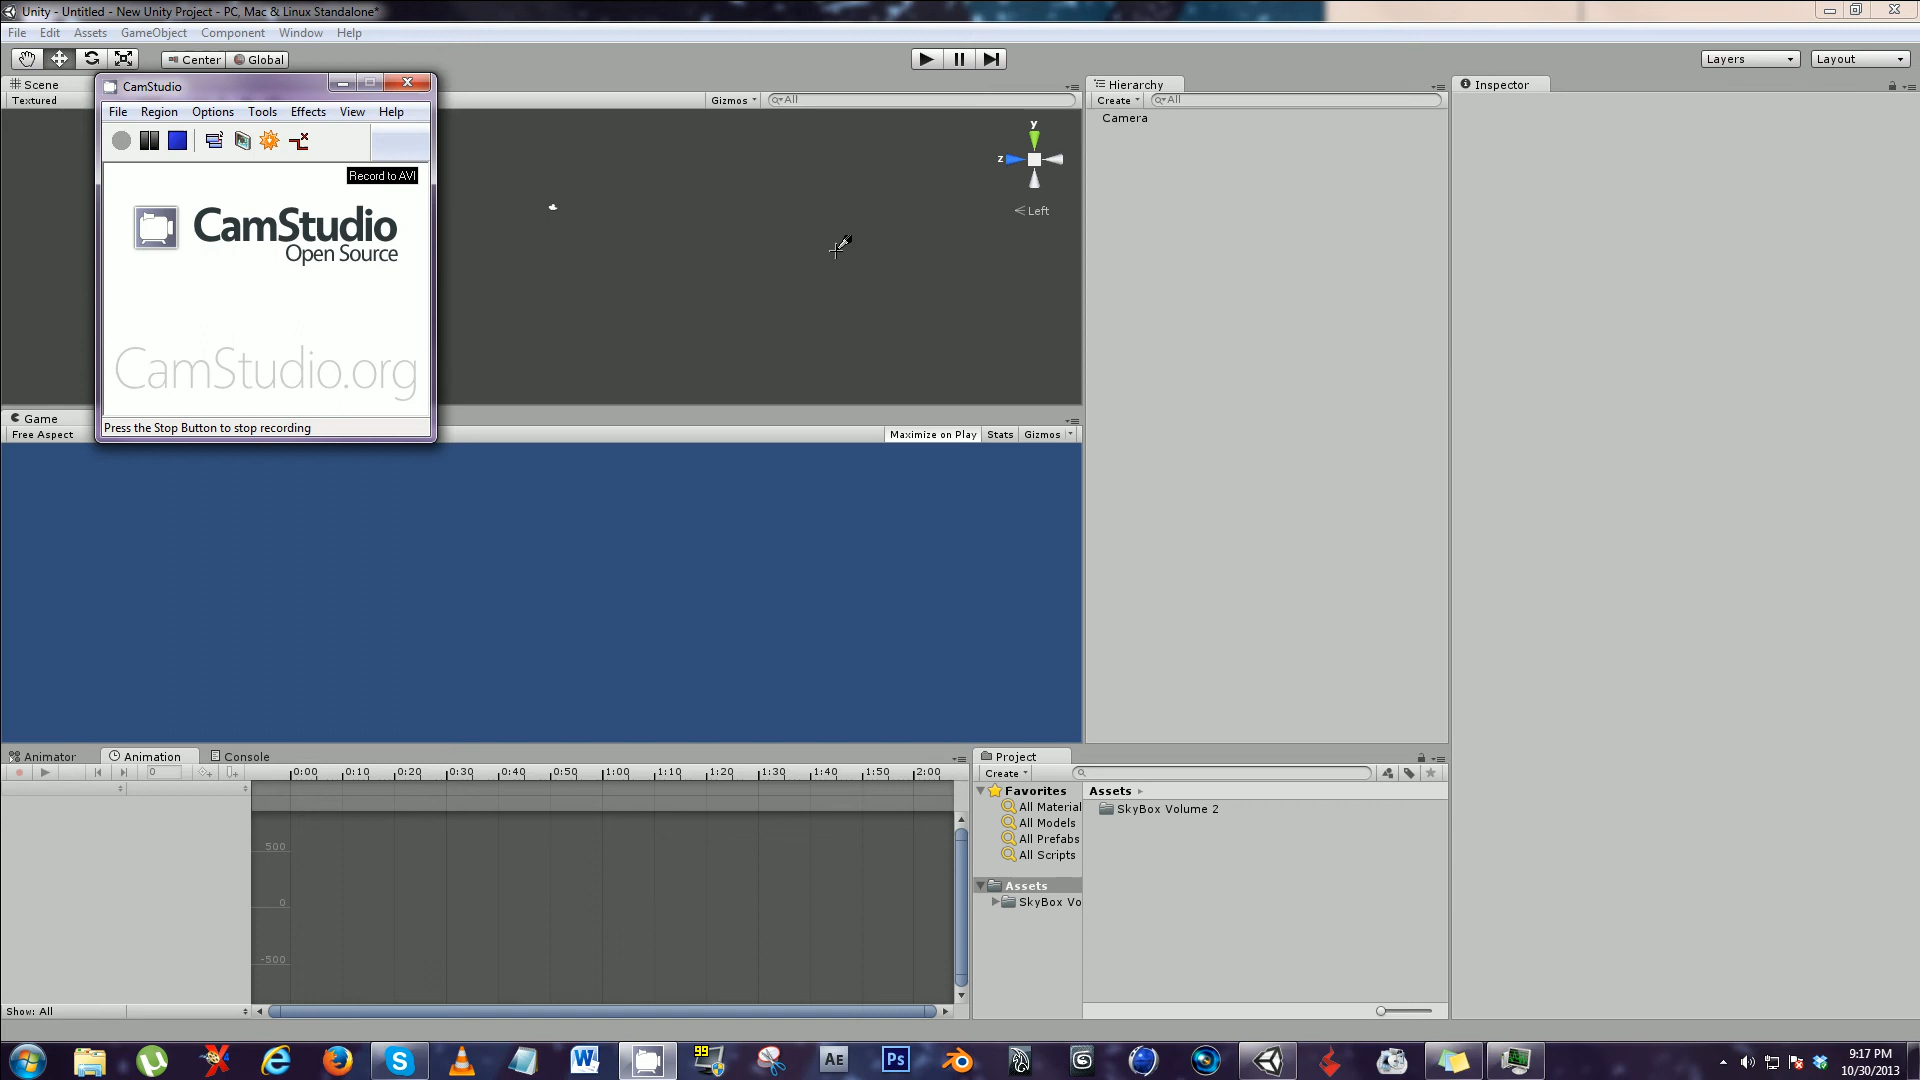 Unity - Untitled - New Unity Project - PC, Mac & Linux Standalone*
File Edit Assets GameObject Component Window Help
Center Global
Layers
Layout
Scene
Textured
Gizmos
All
y
z
Left
CamStudio
File Region Options Tools Effects View Help
Record to AVI
CamStudio
Open Source
CamStudio.org
Press the Stop Button to stop recording
Game
Free Aspect
Maximize on Play Stats Gizmos
Hierarchy
Create
All
Camera
Inspector
Animator Animation Console
0
0:00 0:10 0:20 0:30 0:40 0:50 1:00 1:10 1:20 1:30 1:40 1:50 2:00
500
0
-500
Show: All
Project
Create
Favorites
All Material
All Models
All Prefabs
All Scripts
Assets
SkyBox Vo
Assets
SkyBox Volume 2
99
W
Ae
Ps
9:17 PM
10/30/2013